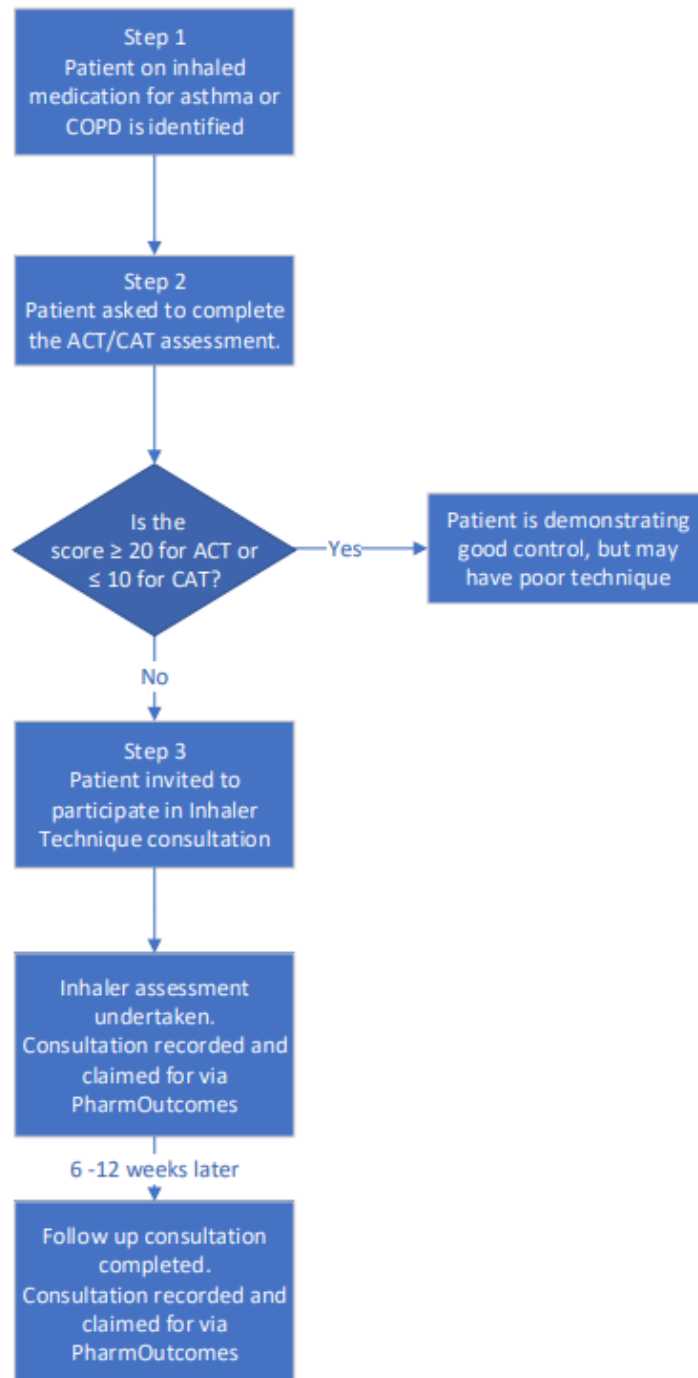 Step 1
Patient on inhaled
medication for asthma or
COPD is identified
Step 2
Patient asked to complete
the ACT/CAT assessment.
Is the
score ≥ 20 for ACT or
≤ 10 for CAT?
Yes
Patient is demonstrating
good control, but may
have poor technique
No
Step 3
Patient invited to
participate in Inhaler
Technique consultation
Inhaler assessment
undertaken.
Consultation recorded and
claimed for via
PharmOutcomes
6 -12 weeks later
Follow up consultation
completed.
Consultation recorded and
claimed for via
PharmOutcomes